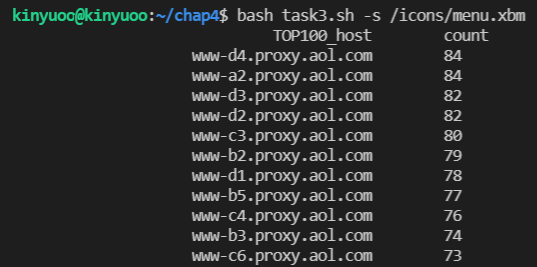 kinyuoo@kinyuoo:~/chap4$ bash task3.sh -s /icons/menu.xbm
TOP100_host count
www-d4.proxy.aol.com 84
www-a2.proxy.aol.com 84
www-d3.proxy.aol.com 82
www-d2.proxy.aol.com 82
www-c3.proxy.aol.com 80
www-b2.proxy.aol.com 79
www-d1.proxy.aol.com 78
www-b5.proxy.aol.com 77
www-c4.proxy.aol.com 76
www-b3.proxy.aol.com 74
www-c6.proxy.aol.com 73